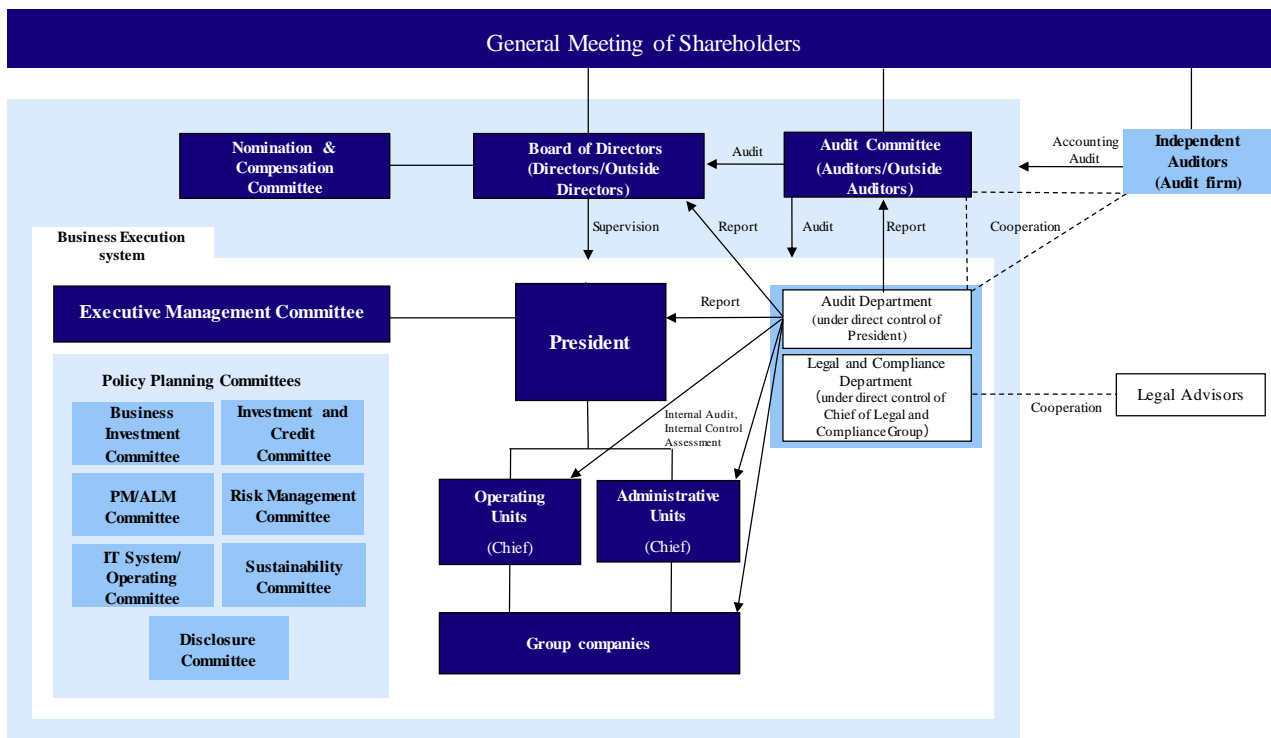 General Meeting of Shareholders
Nomination &
Compensation
Committee
Board of Directors
(Directors/Outside
Directors)
Audit
Audit Committee
(Auditors/Outside
Auditors)
Accounting
Audit
Independent
Auditors
(Audit firm)
Business Execution
system
Supervision
Report
Audit
Report
Cooperation
Executive Management Committee
President
Report
Audit Department
(under direct control of
President)
Legal and Compliance
Department
(under direct control of
Chief of Legal and
Compliance Group)
Cooperation
Legal Advisors
Policy Planning Committees
Business
Investment
Committee
Investment and
Credit
Committee
PM/ALM
Committee
Risk Management
Committee
IT System/
Operating
Committee
Sustainability
Committee
Disclosure
Committee
Internal Audit,
Internal Control
Assessment
Operating
Units
(Chief)
Administrative
Units
(Chief)
Group companies